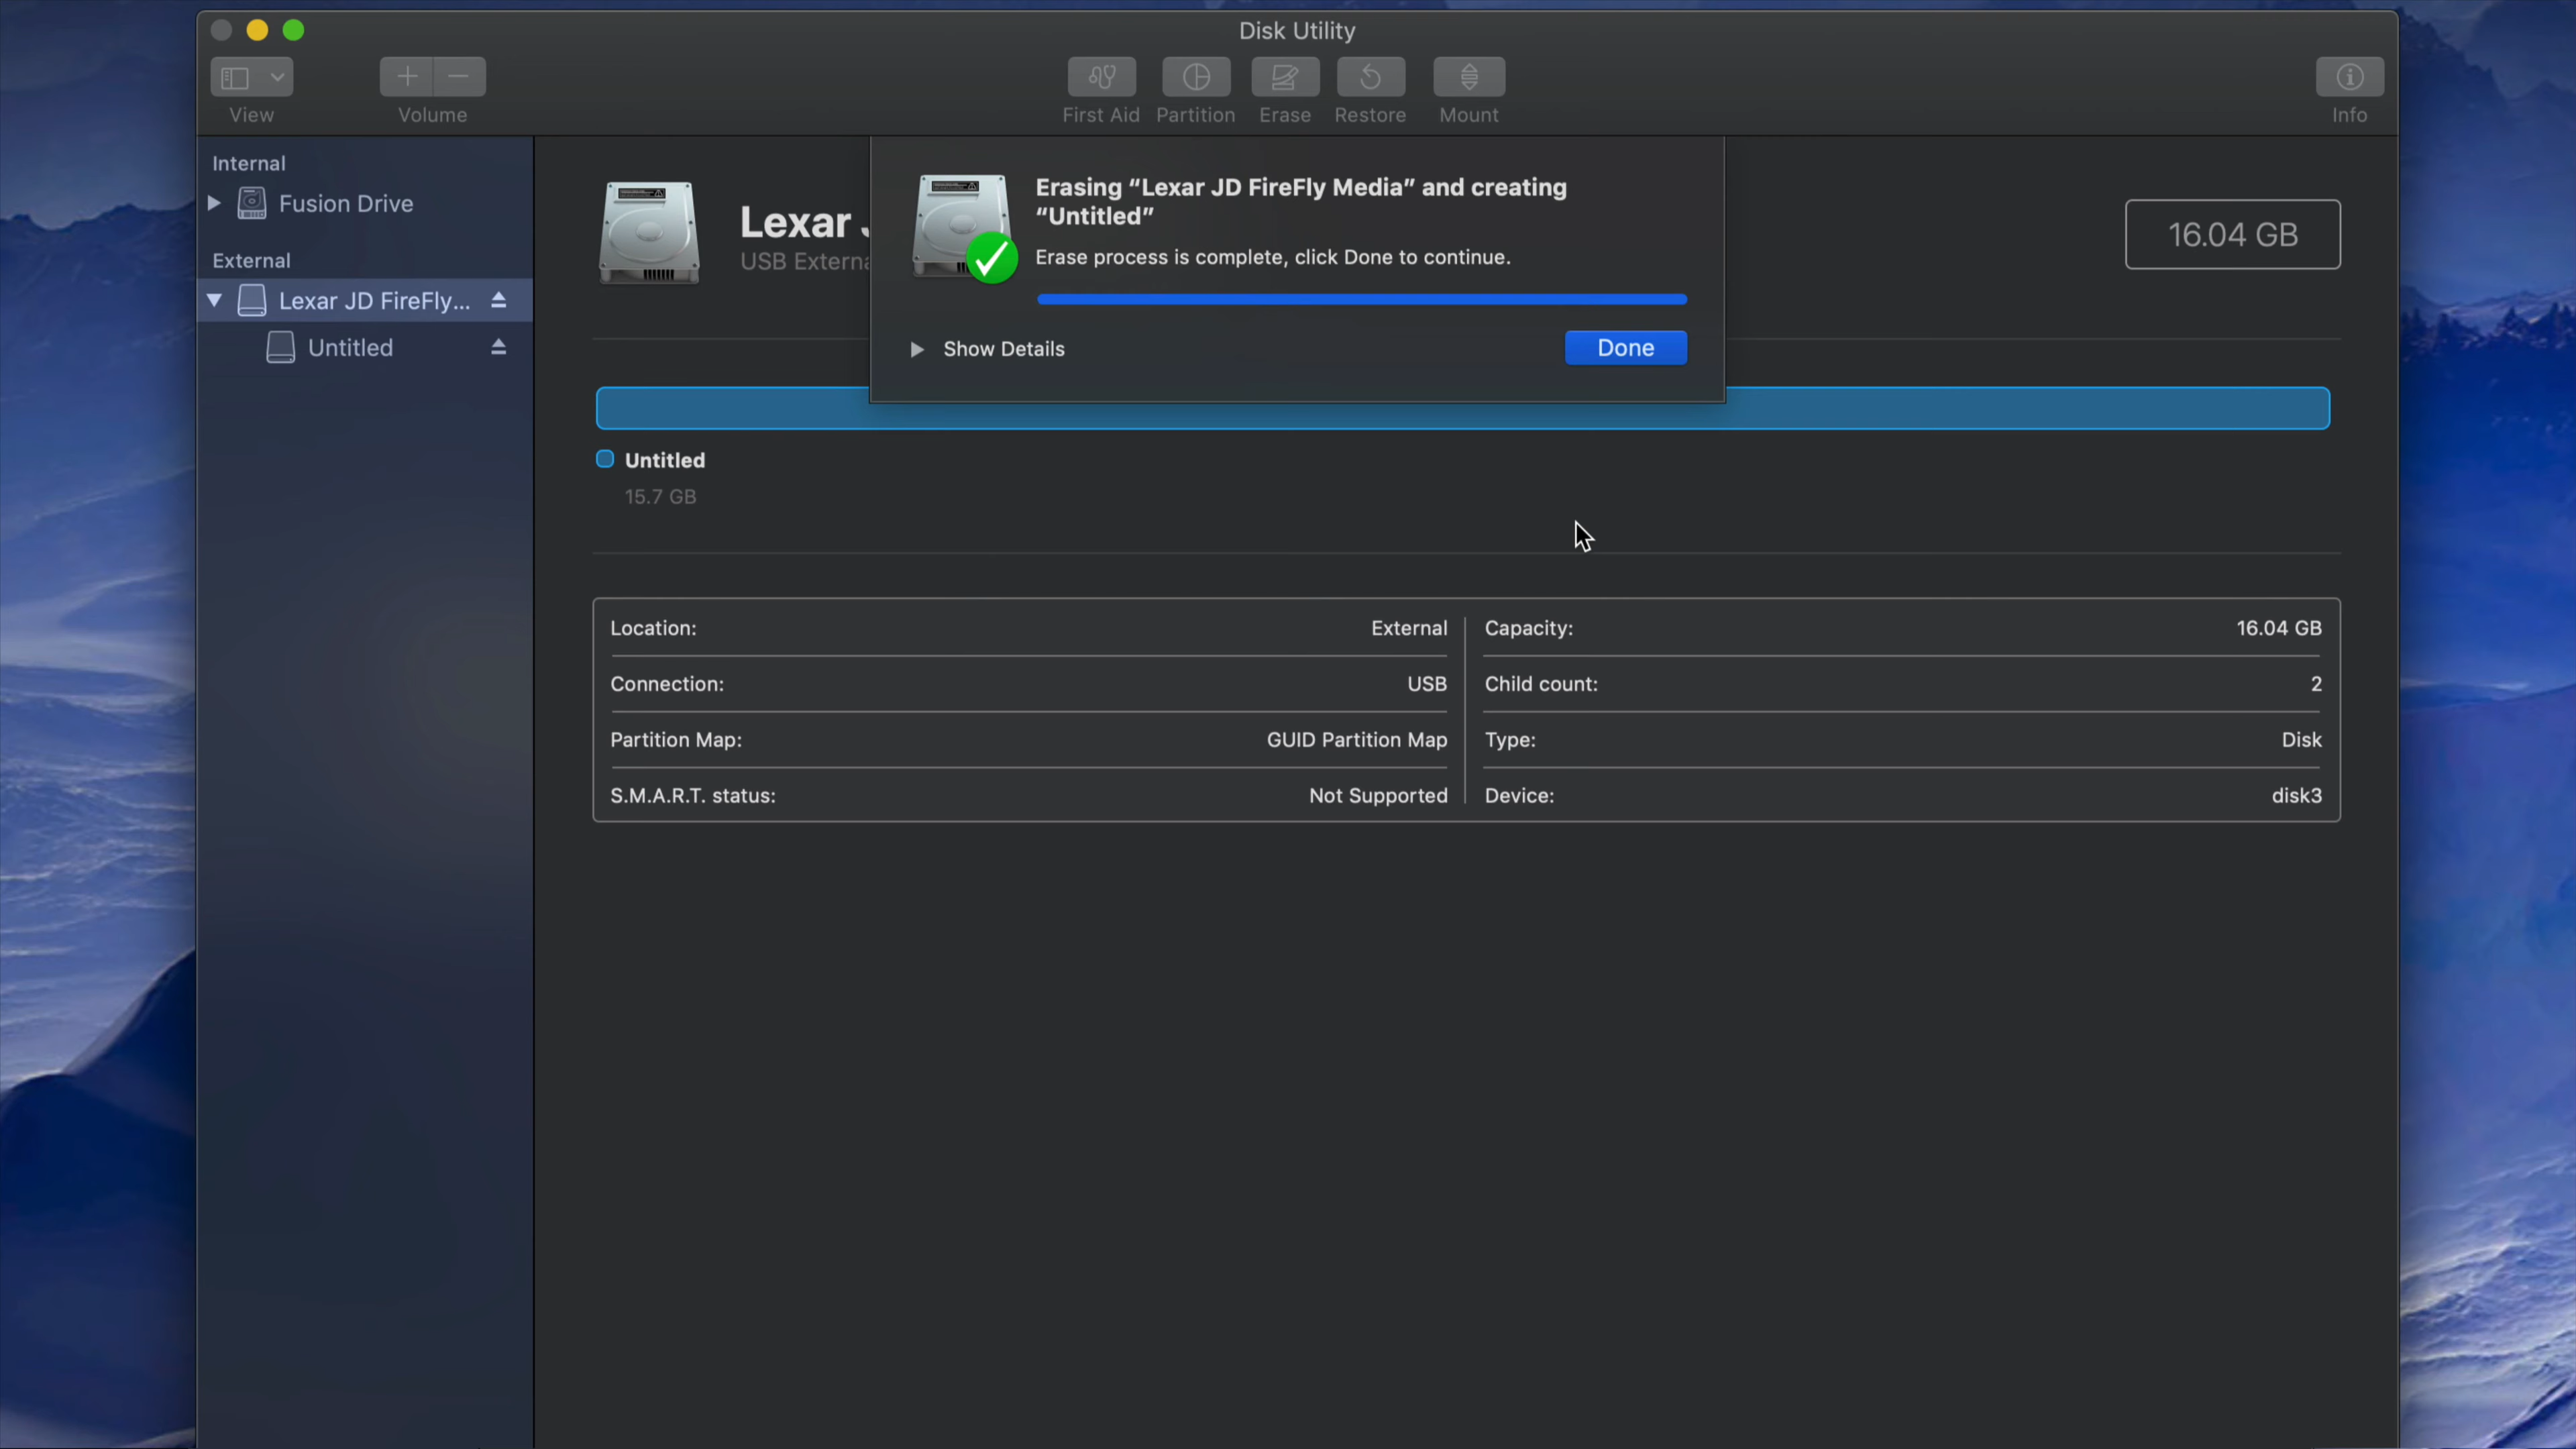 Disk Utility
View
Volume
First Aid
Partition
Erase
Restore
Mount
Info
Internal
Fusion Drive
External
Lexar JD FireFly...
Untitled
Lexar
USB Externa
16.04 GB
Erasing “Lexar JD FireFly Media” and creating
“Untitled”
Erase process is complete, click Done to continue.
Show Details
Done
Untitled
15.7 GB
Location: External
Capacity: 16.04 GB
Connection: USB
Child count: 2
Partition Map: GUID Partition Map
Type: Disk
S.M.A.R.T. status: Not Supported
Device: disk3